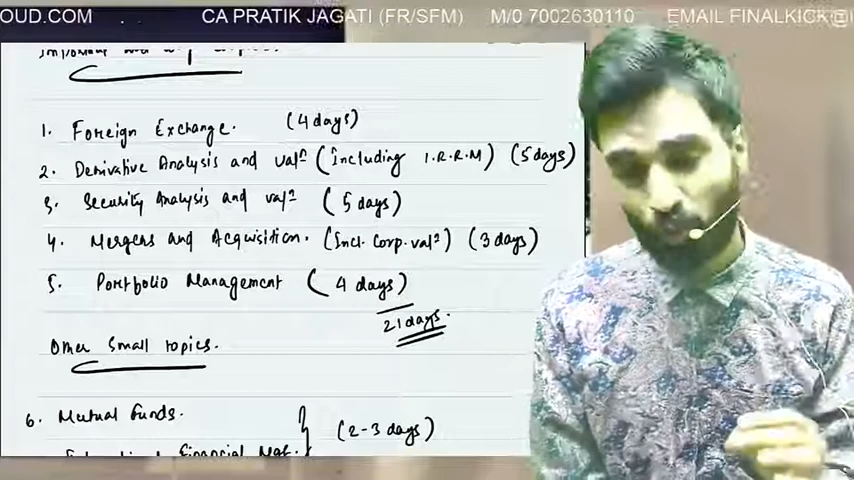 OUD.COM CA PRATIK JAGATI (FR/SFM) M/0 7002630110 EMAIL FINALKICK@
1. Foreign Exchange. (4 days)
2. Derivative Analysis and valⁿ (Including I.R.R.M) (5 days)
3. Security Analysis and valⁿ (5 days)
4. Mergers and Acquisition. (Incl. Corp. valⁿ) (3 days)
5. Portfolio Management (4 days)
21 days.
Other Small topics.
6. Mutual Funds.
(2-3 days)
Financial